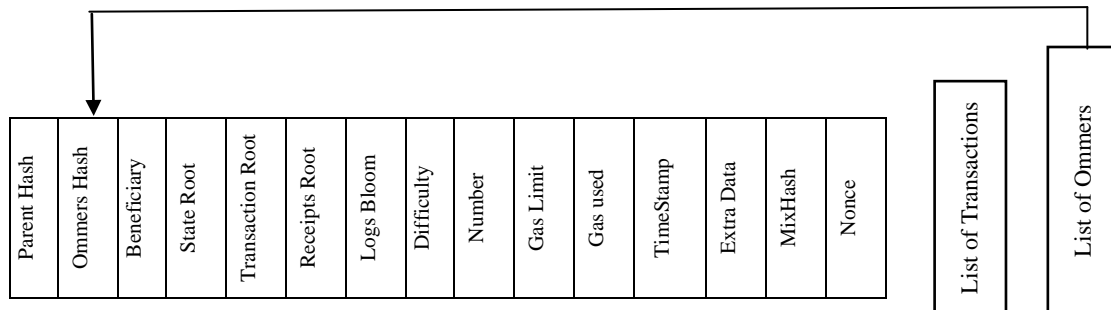 Parent Hash
Ommers Hash
Beneficiary
State Root
Transaction Root
Receipts Root
Logs Bloom
Difficulty
Number
Gas Limit
Gas used
TimeStamp
Extra Data
MixHash
Nonce
List of Transactions
List of Ommers